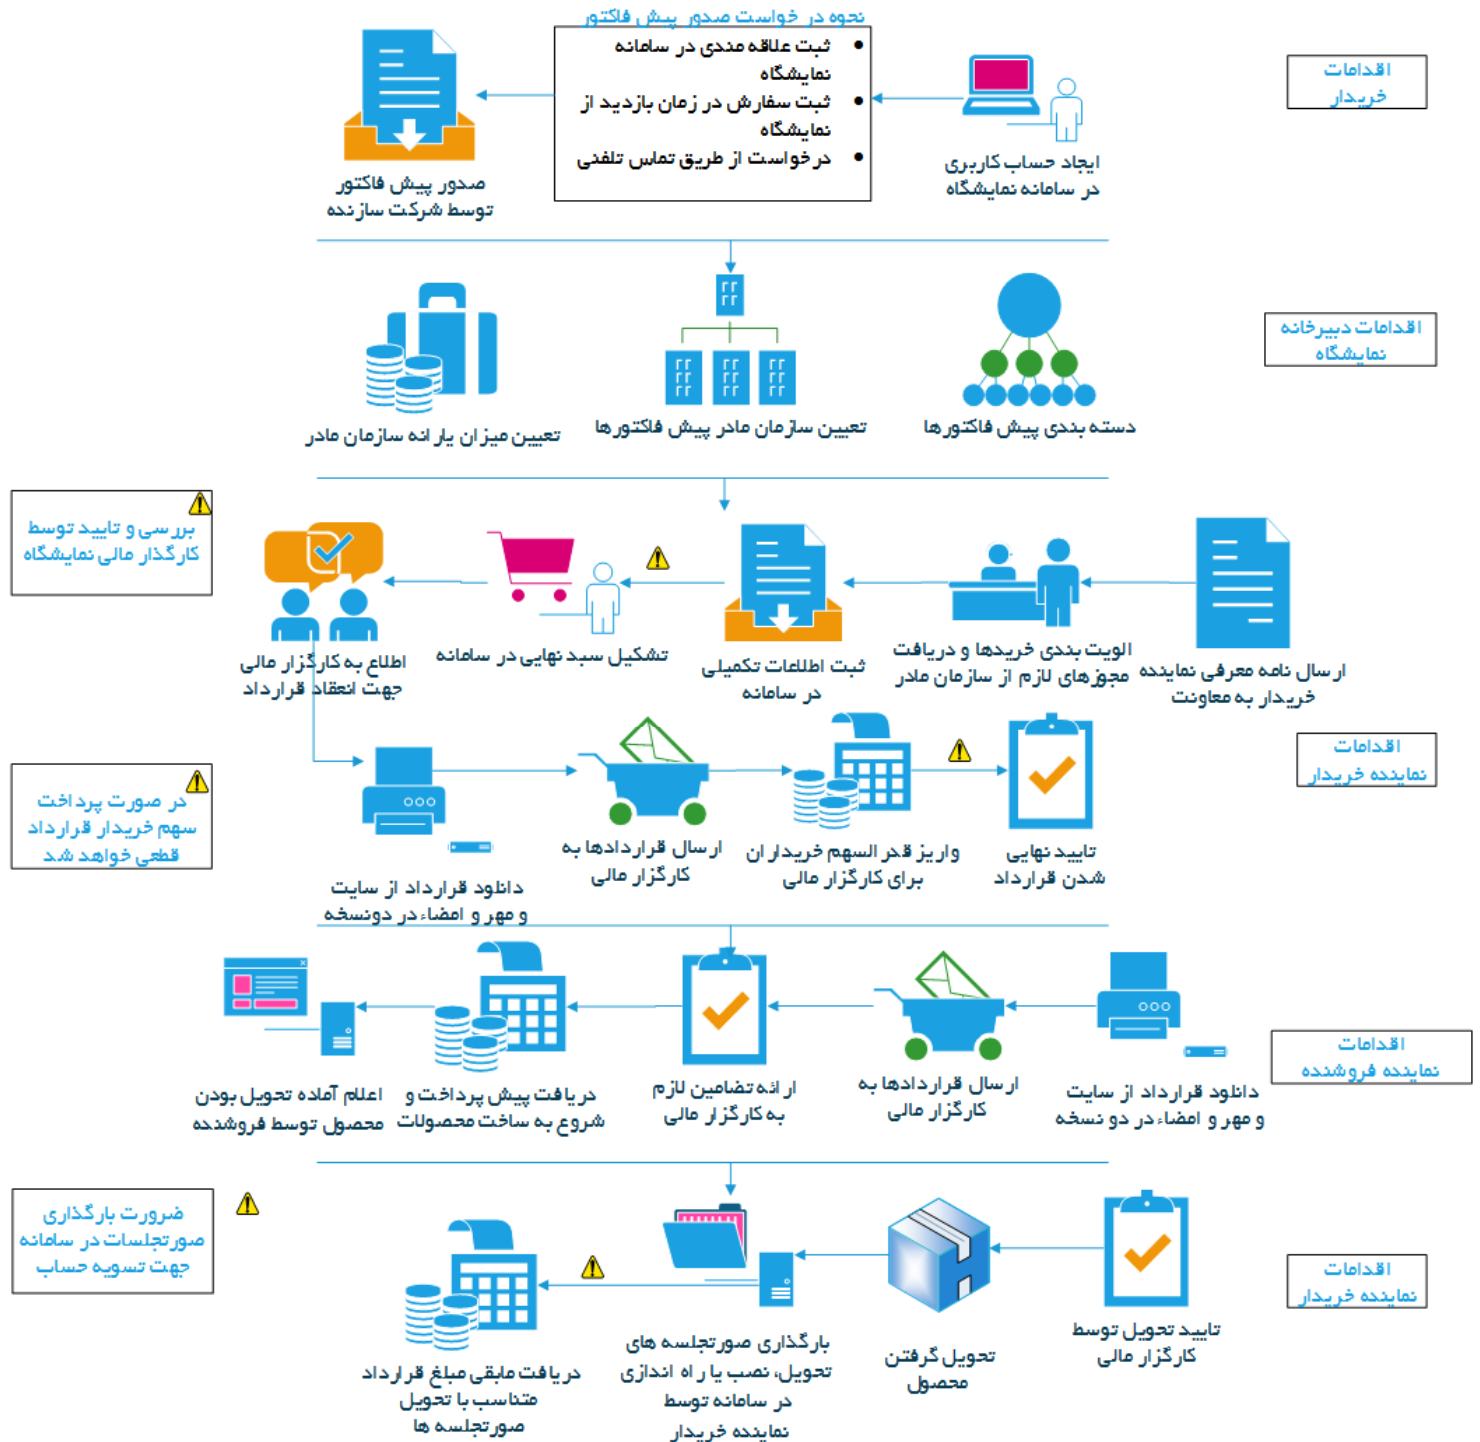 نحوه در خواست صدور پیش فاکتور
اقدامات
خریدار
ایجاد حساب کاربری
در سامانه نمایشگاه
• ثبت علاقه مندی در سامانه
نمایشگاه
• ثبت سفارش در زمان بازدید از
نمایشگاه
• درخواست از طریق تماس تلفنی
صدور پیش فاکتور
توسط شرکت سازنده
اقدامات دبیرخانه
نمایشگاه
دسته بندی پیش فاکتورها
تعیین سازمان مادر پیش فاکتورها
تعیین میزان یارانه سازمان مادر
بررسی و تایید توسط
کارگذار مالی نمایشگاه
ارسال نامه معرفی نماینده
خریدار به معاونت
الویت بندی خریدها و دریافت
مجوزهای لازم از سازمان مادر
ثبت اطلاعات تکمیلی
در سامانه
تشکیل سبد نهایی در سامانه
اطلاع به کارگزار مالی
جهت انعقاد قرارداد
اقدامات
نماینده خریدار
در صورت پرداخت
سهم خریدار قرارداد
قطعی خواهد شد
دانلود قرارداد از سایت
و مهر و امضاء در دونسخه
ارسال قراردادها به
کارگزار مالی
واریز قدر السهم خریداران
برای کارگزار مالی
تایید نهایی
شدن قرارداد
اقدامات
نماینده فروشنده
دانلود قرارداد از سایت
و مهر و امضاء در دو نسخه
ارسال قراردادها به
کارگزار مالی
ارائه تضامین لازم
به کارگزار مالی
دریافت پیش پرداخت و
شروع به ساخت محصولات
اعلام آماده تحویل بودن
محصول توسط فروشنده
ضرورت بارگذاری
صورتجلسات در سامانه
جهت تسویه حساب
اقدامات
نماینده خریدار
تایید تحویل توسط
کارگزار مالی
تحویل گرفتن
محصول
بارگذاری صورتجلسه های
تحویل، نصب یا راه اندازی
در سامانه توسط
نماینده خریدار
دریافت مابقی مبلغ قرارداد
متناسب با تحویل
صورتجلسه ها